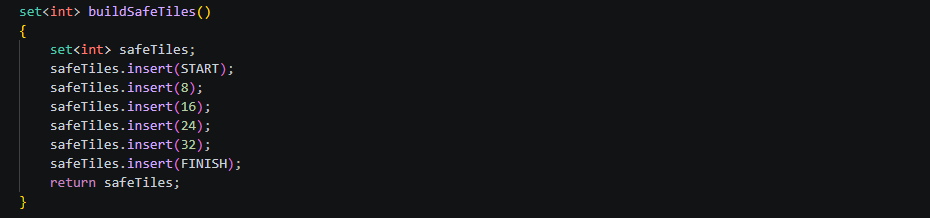 set<int> buildSafeTiles()
{
    set<int> safeTiles;
    safeTiles.insert(START);
    safeTiles.insert(8);
    safeTiles.insert(16);
    safeTiles.insert(24);
    safeTiles.insert(32);
    safeTiles.insert(FINISH);
    return safeTiles;
}